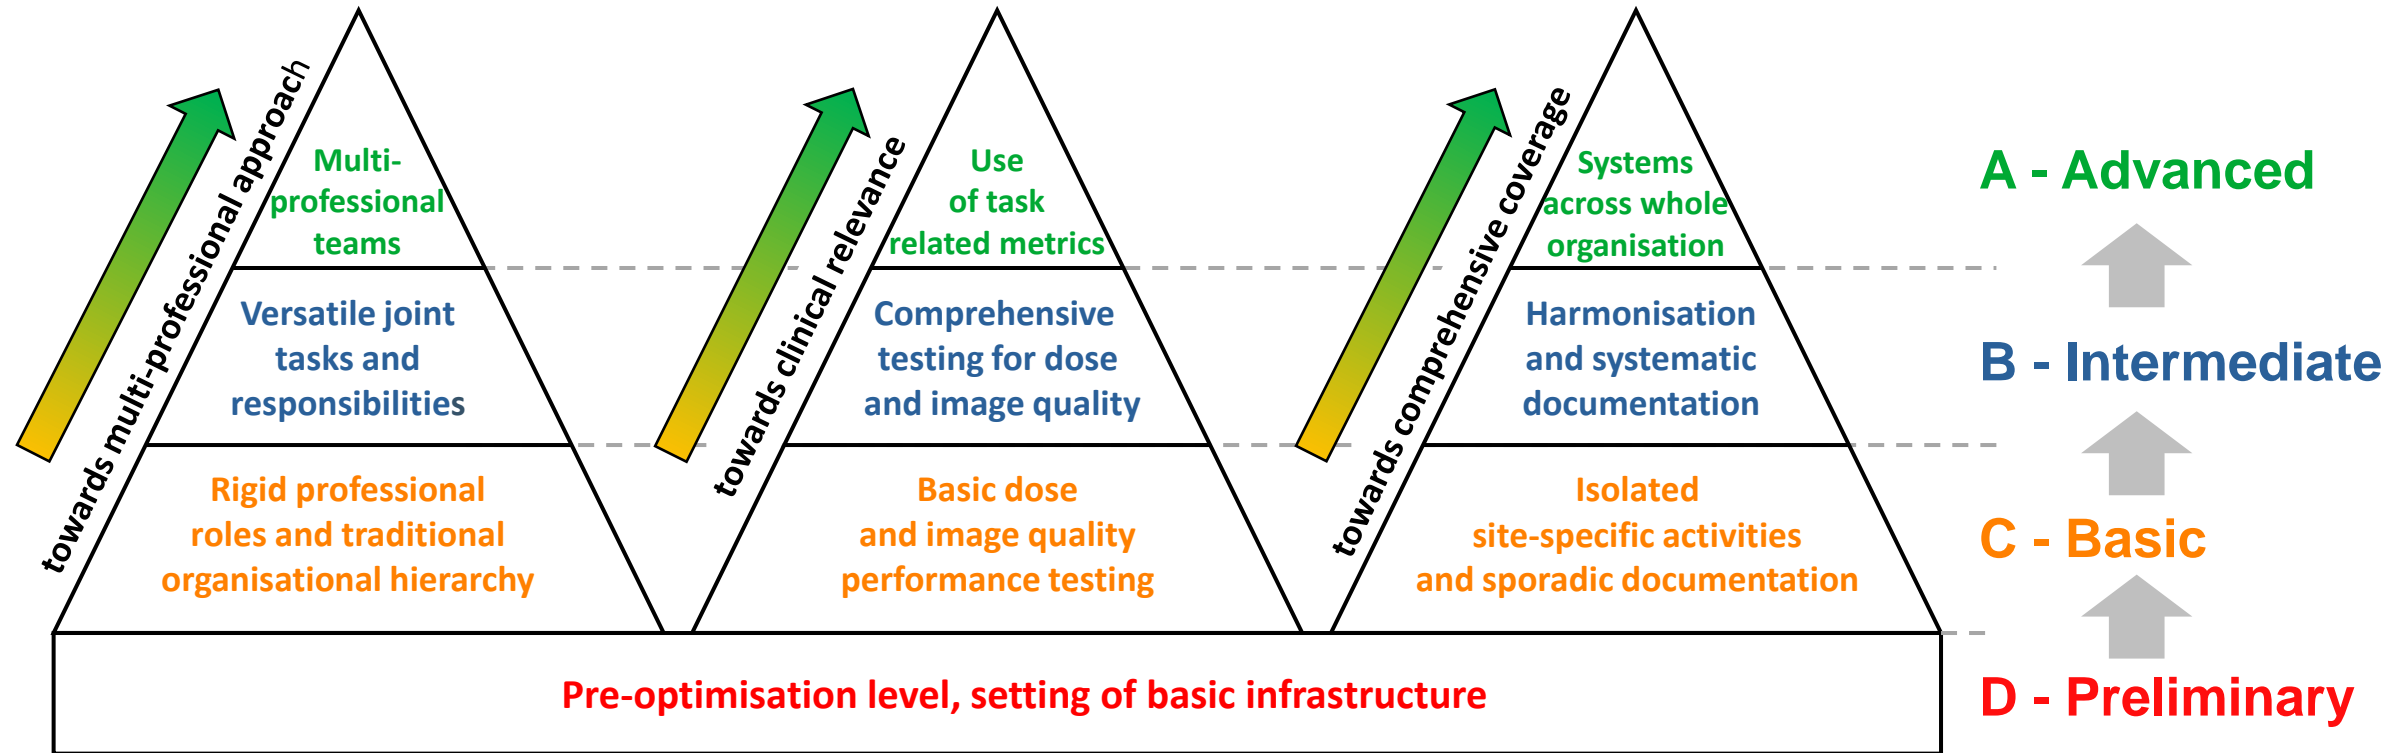 towards multi-professional approach
Multi-
professional
teams
Versatile joint
tasks and
responsibilities
Rigid professional
roles and traditional
organisational hierarchy
towards clinical relevance
Use
of task
related metrics
Comprehensive
testing for dose
and image quality
Basic dose
and image quality
performance testing
towards comprehensive coverage
Systems
across whole
organisation
Harmonisation
and systematic
documentation
Isolated
site-specific activities
and sporadic documentation
A - Advanced
B - Intermediate
C - Basic
D - Preliminary
Pre-optimisation level, setting of basic infrastructure